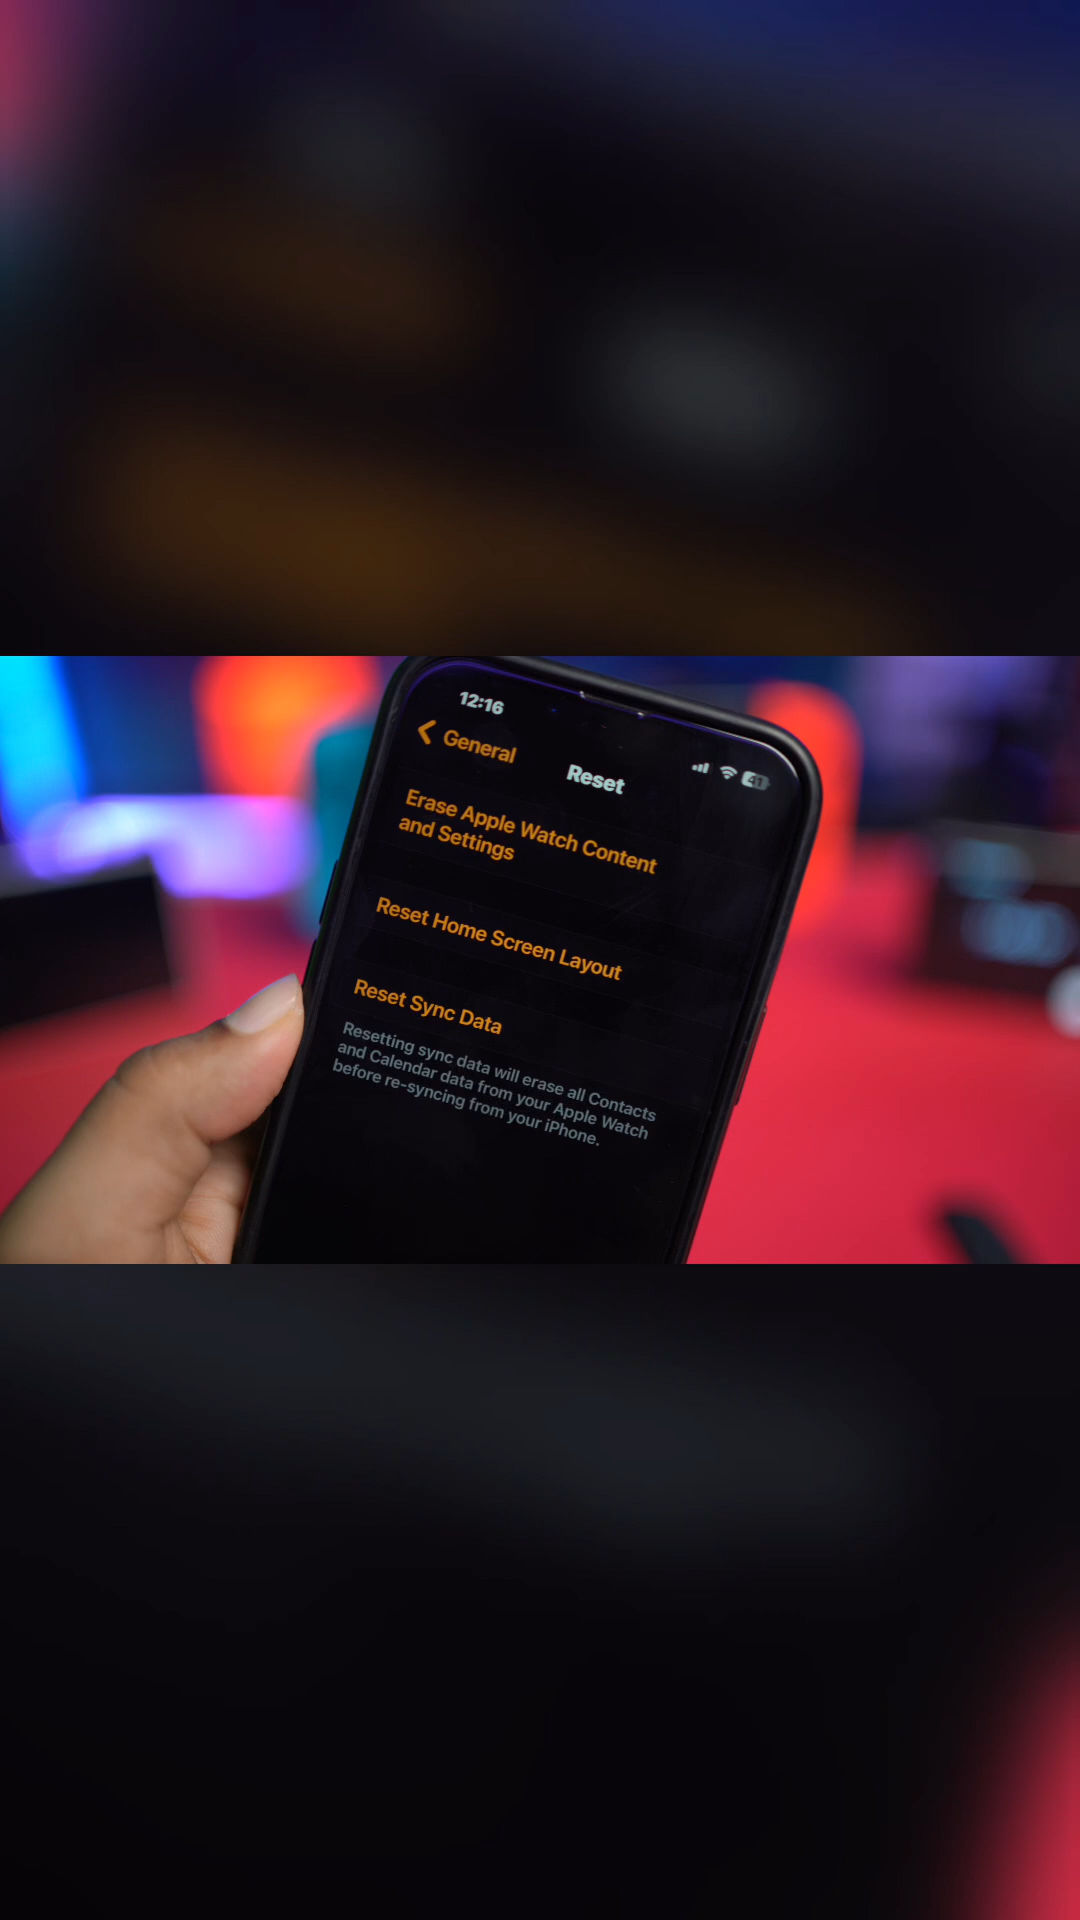 12:16
41
General
Reset
Erase Apple Watch Content
and Settings
Reset Home Screen Layout
Reset Sync Data
Resetting sync data will erase all Contacts
and Calendar data from your Apple Watch
before re-syncing from your iPhone.